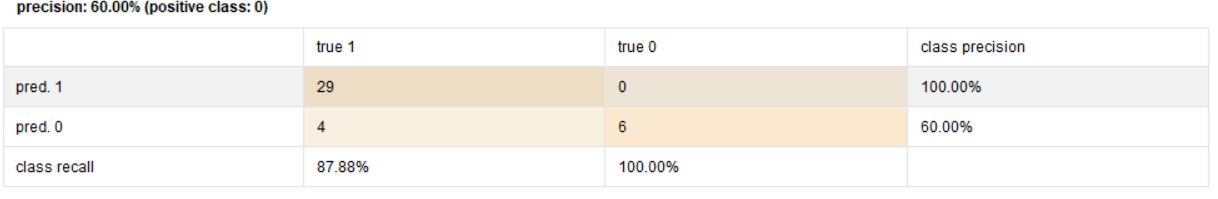 precision: 60.00% (positive class: 0)
true 1 true 0 class precision
pred. 1 29 0 100.00%
pred. 0 4 6 60.00%
class recall 87.88% 100.00%